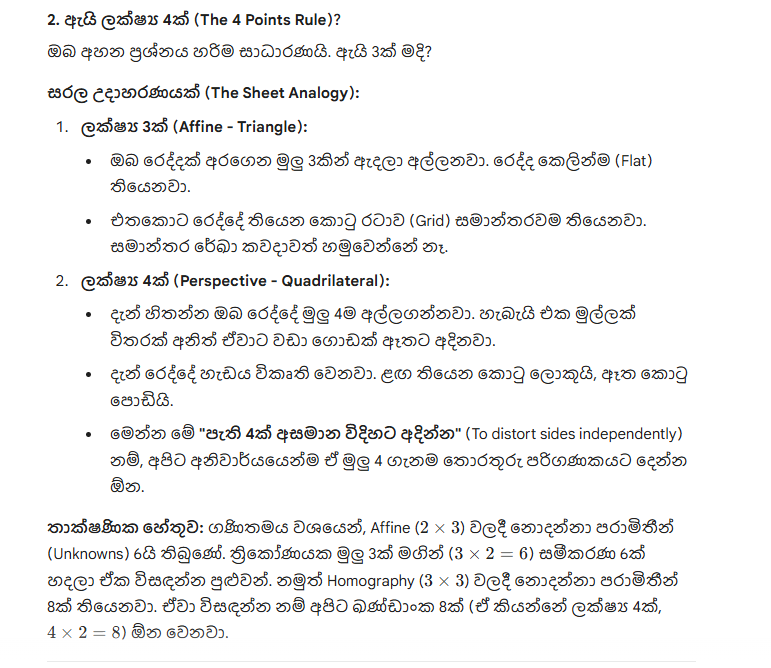 2. ඇයි ලක්ෂ්‍ය 4ක් (The 4 Points Rule)?
ඔබ අහන ප්‍රශ්නය හරිම සාධාරණයි. ඇයි 3ක් මදි?
සරල උදාහරණයක් (The Sheet Analogy):
1. ලක්ෂ්‍ය 3ක් (Affine - Triangle):
• ඔබ රෙද්දක් අරගෙන මුලු 3කින් ඇදලා අල්ලනවා. රෙද්ද කෙලින්ම (Flat)
තියෙනවා.
• එතකොට රෙද්දේ තියෙන කොටු රටාව (Grid) සමාන්තරවම තියෙනවා.
සමාන්තර රේඛා කවදාවත් හමුවෙන්නේ නෑ.
2. ලක්ෂ්‍ය 4ක් (Perspective - Quadrilateral):
• දැන් හිතන්න ඔබ රෙද්දේ මුලු 4ම අල්ලගන්නවා. හැබැයි එක මුල්ලක්
විතරක් අනිත් ඒවාට වඩා ගොඩක් ඈතට අදිනවා.
• දැන් රෙද්දේ හැඩය විකෘති වෙනවා. ළඟ තියෙන කොටු ලොකුයි, ඈත කොටු
පොඩියි.
• මෙන්න මේ "පැති 4ක් අසමාන විදිහට අදින්න" (To distort sides independently)
නම්, අපිට අනිවාර්යයෙන්ම ඒ මුලු 4 ගැනම තොරතුරු පරිගණකයට දෙන්න
ඕන.
තාක්ෂණික හේතුව: ගණිතමය වශයෙන්, Affine (2 × 3) වලදී නොදන්නා පරාමිතීන්
(Unknowns) 6යි තිබුණේ. ත්‍රිකෝණයක මුලු 3ක් මගින් (3 × 2 = 6) සමීකරණ 6ක්
හදලා ඒක විසඳන්න පුළුවන්. නමුත් Homography (3 × 3) වලදී නොදන්නා පරාමිතීන්
8ක් තියෙනවා. ඒවා විසඳන්න නම් අපිට ඛණ්ඩාංක 8ක් (ඒ කියන්නේ ලක්ෂ්‍ය 4ක්,
4 × 2 = 8) ඕන වෙනවා.